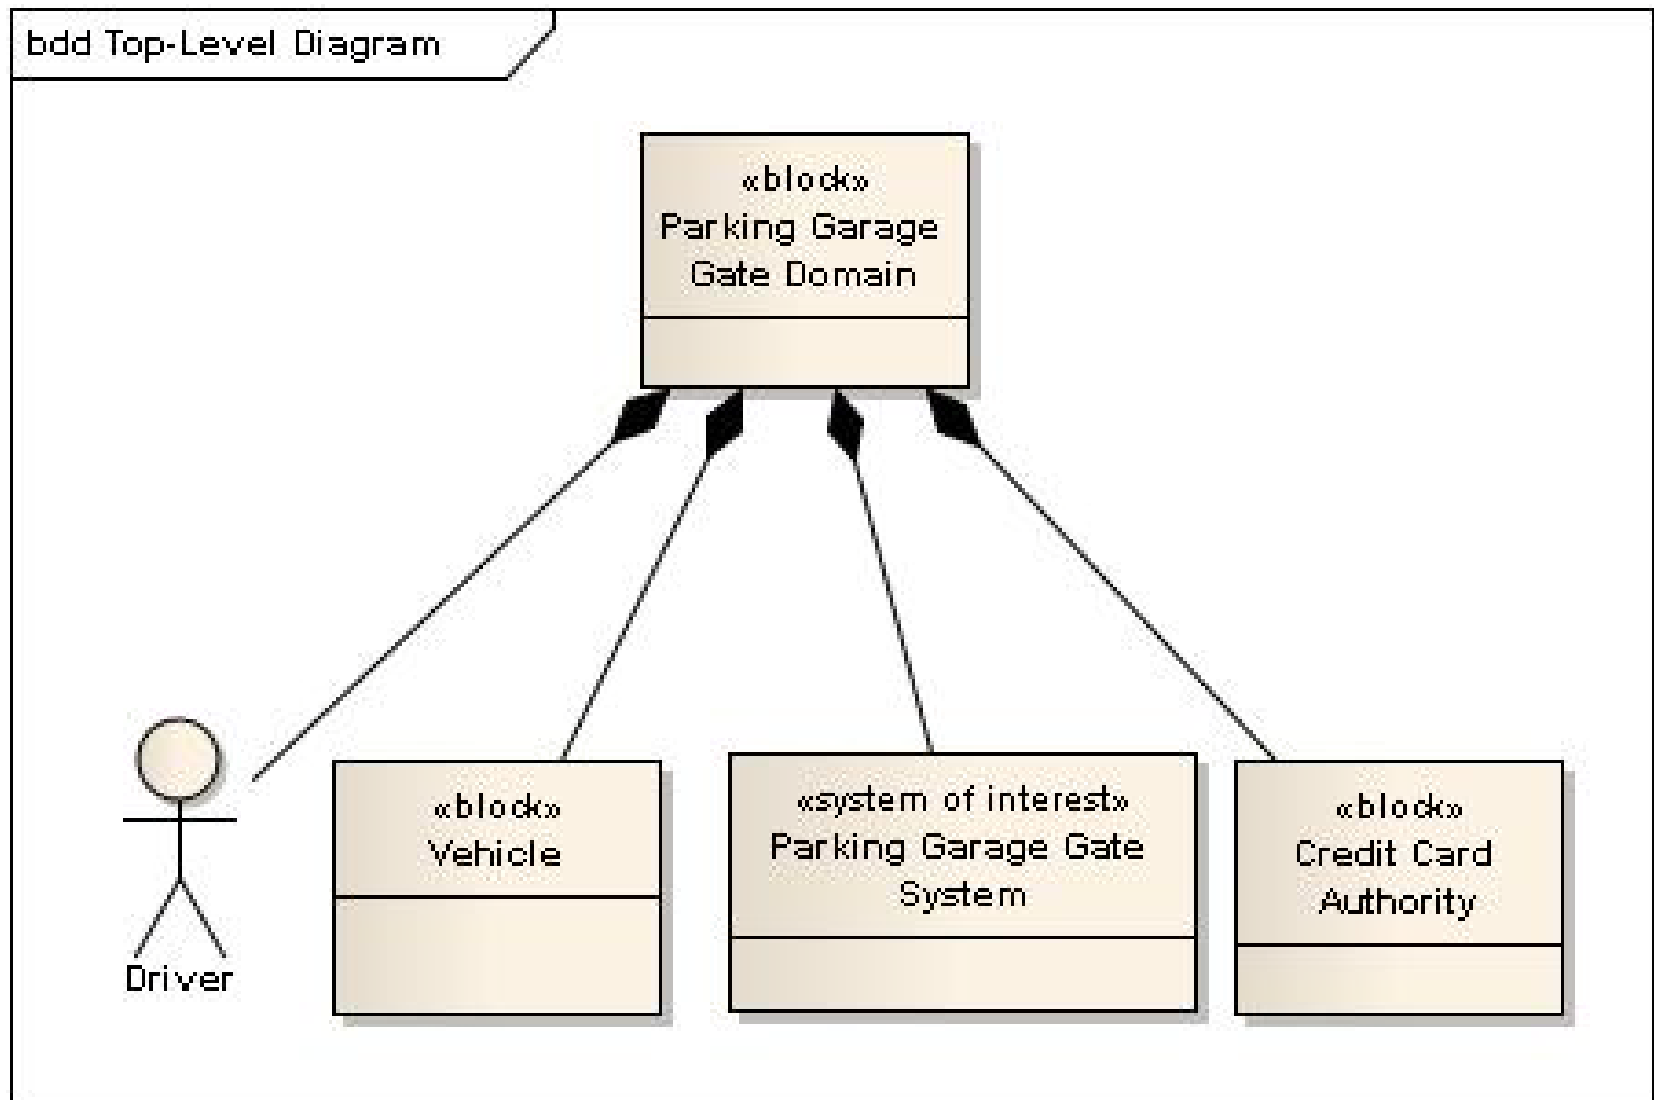 bdd Top-Level Diagram
«block»
Parking Garage
Gate Domain
Driver
«block»
Vehicle
«system of interest»
Parking Garage Gate
System
«block»
Credit Card
Authority